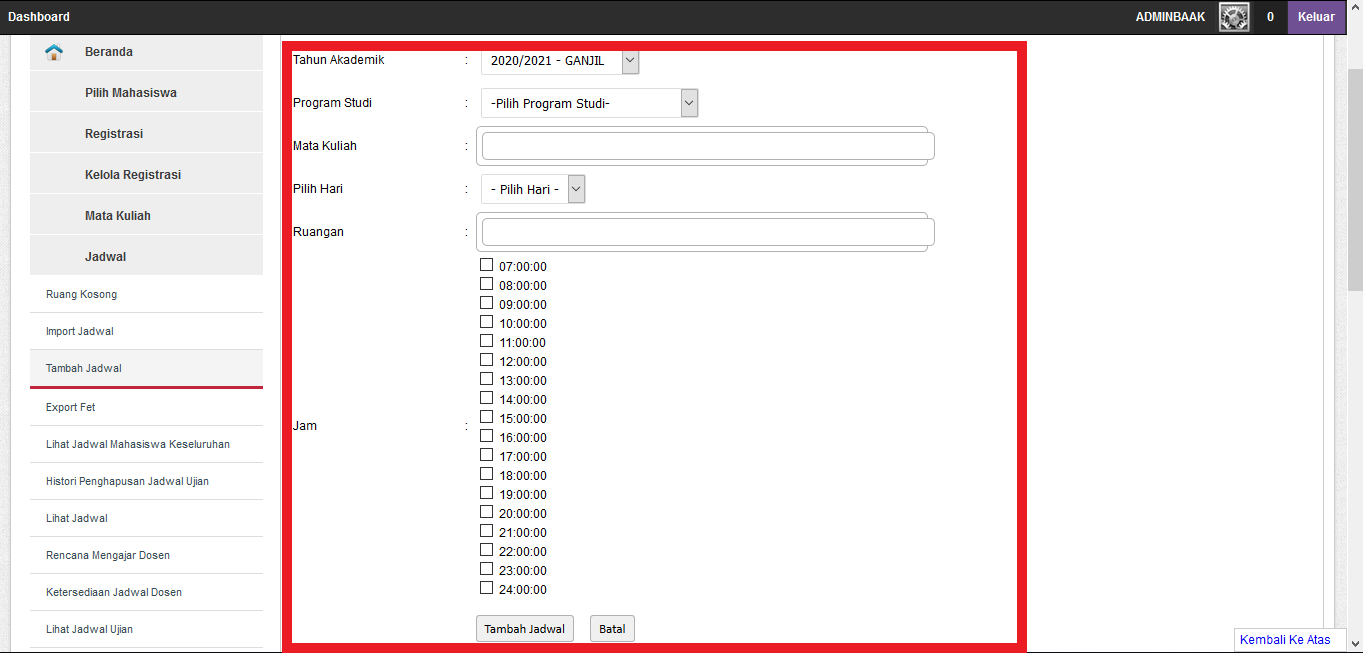 Dashboard
ADMINBAAK 0 Keluar
Beranda
Pilih Mahasiswa
Registrasi
Kelola Registrasi
Mata Kuliah
Jadwal
Ruang Kosong
Import Jadwal
Tambah Jadwal
Export Fet
Lihat Jadwal Mahasiswa Keseluruhan
Histori Penghapusan Jadwal Ujian
Lihat Jadwal
Rencana Mengajar Dosen
Ketersediaan Jadwal Dosen
Lihat Jadwal Ujian
Tahun Akademik : 2020/2021 - GANJIL
Program Studi : -Pilih Program Studi-
Mata Kuliah :
Pilih Hari : - Pilih Hari -
Ruangan :
Jam :
07:00:00
08:00:00
09:00:00
10:00:00
11:00:00
12:00:00
13:00:00
14:00:00
15:00:00
16:00:00
17:00:00
18:00:00
19:00:00
20:00:00
21:00:00
22:00:00
23:00:00
24:00:00
Tambah Jadwal Batal
Kembali Ke Atas